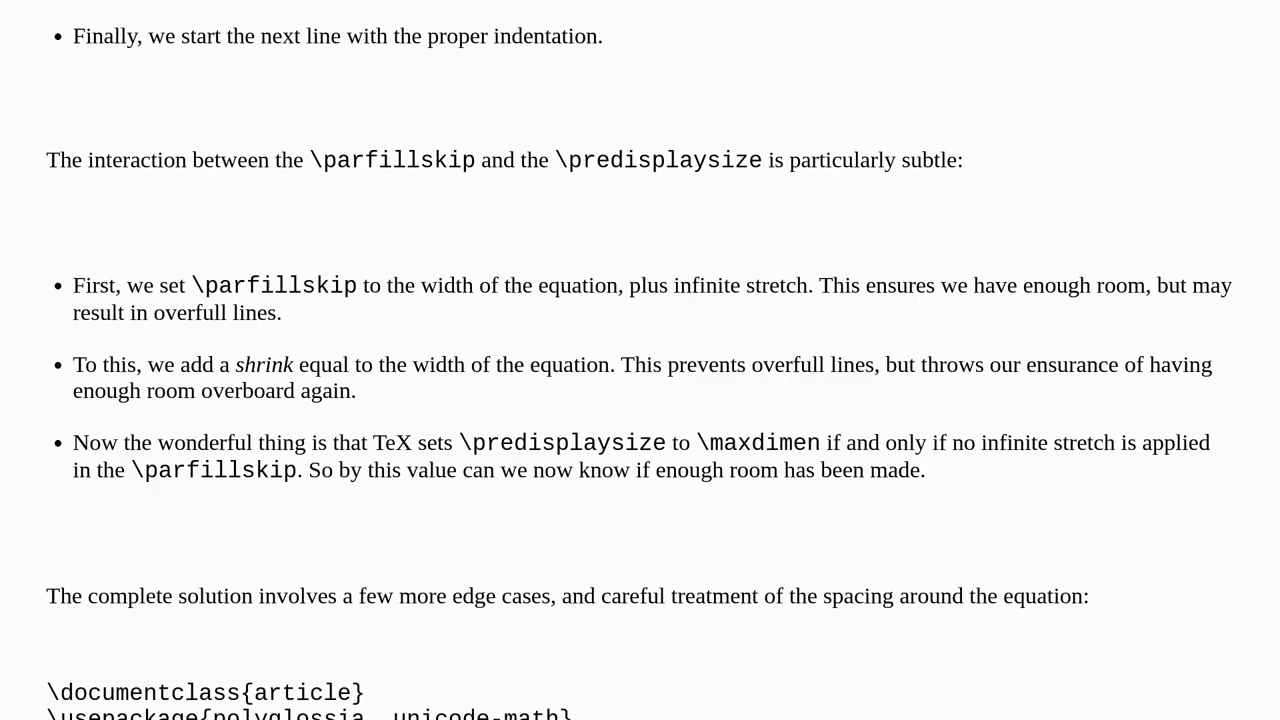 • Finally, we start the next line with the proper indentation.
The interaction between the \parfillskip and the \predisplaysize is particularly subtle:
• First, we set \parfillskip to the width of the equation, plus infinite stretch. This ensures we have enough room, but may
result in overfull lines.
• To this, we add a shrink equal to the width of the equation. This prevents overfull lines, but throws our ensurance of having
enough room overboard again.
• Now the wonderful thing is that TeX sets \predisplaysize to \maxdimen if and only if no infinite stretch is applied
in the \parfillskip. So by this value can we now know if enough room has been made.
The complete solution involves a few more edge cases, and careful treatment of the spacing around the equation:
\documentclass{article}
\usepackage{polyglossia, unicode-math}